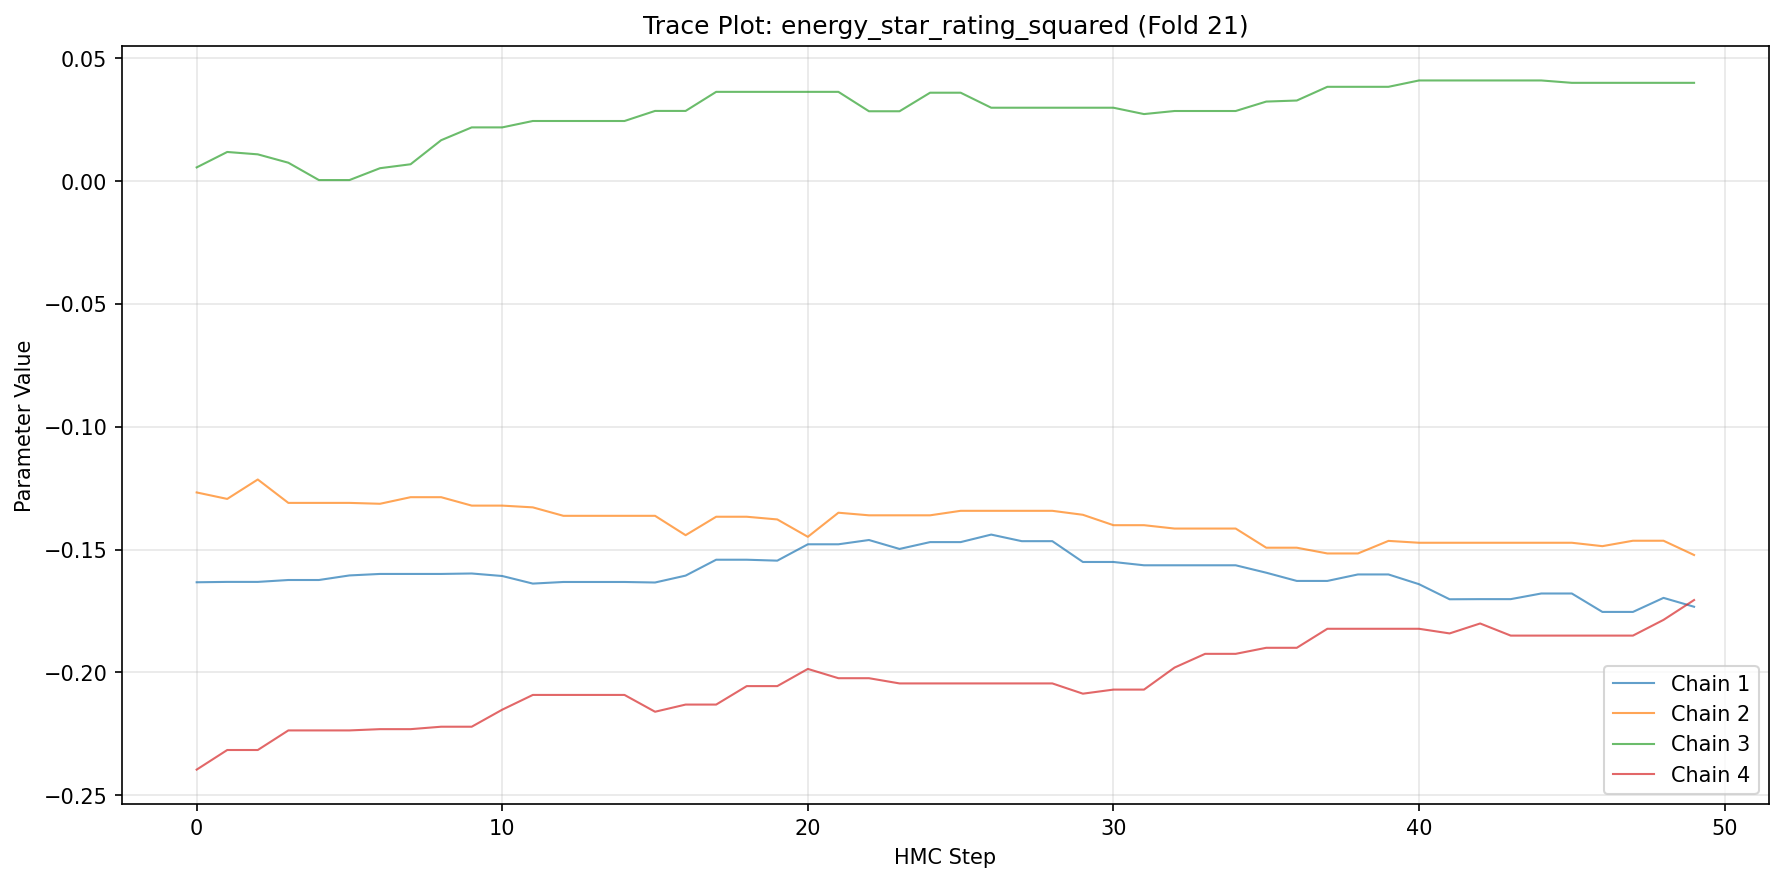 Trace Plot: energy_star_rating_squared (Fold 21)
Parameter Value
0.05
0.00
−0.05
−0.10
−0.15
−0.20
−0.25
Chain 1
Chain 2
Chain 3
Chain 4
0 10 20 30 40 50
HMC Step